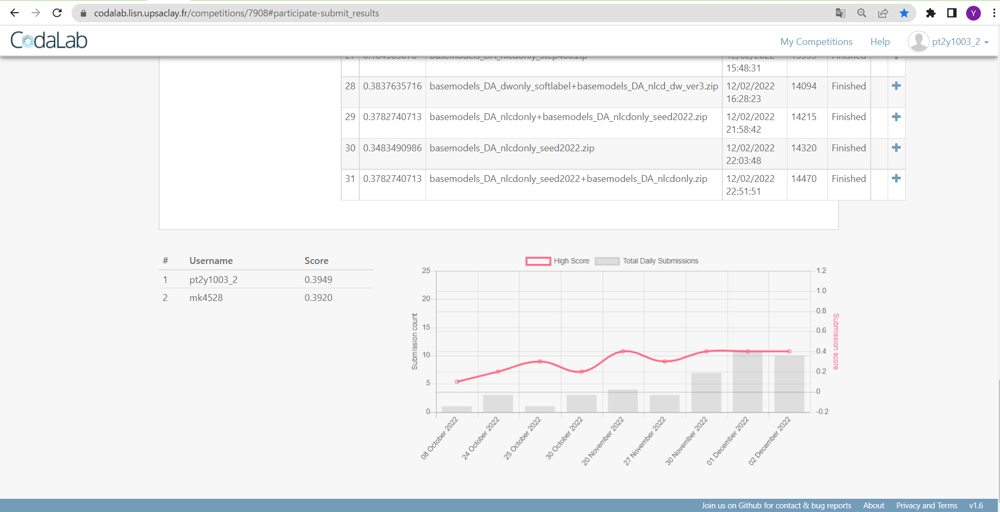 codalab.lisn.upsaclay.fr/competitions/7908#participate-submit_results
Y
CodaLab
My Competitions Help pt2y1003_2
15:48:31
28 0.3837635716 basemodels_DA_dwonly_softlabel+basemodels_DA_nlcd_dw_ver3.zip 12/02/2022 14094 Finished
16:28:23
29 0.3782740713 basemodels_DA_nlcdonly+basemodels_DA_nlcdonly_seed2022.zip 12/02/2022 14215 Finished
21:58:42
30 0.3483490986 basemodels_DA_nlcdonly_seed2022.zip 12/02/2022 14320 Finished
22:03:48
31 0.3782740713 basemodels_DA_nlcdonly_seed2022+basemodels_DA_nlcdonly.zip 12/02/2022 14470 Finished
22:51:51
# Username Score
1 pt2y1003_2 0.3949
2 mk4528 0.3920
High Score Total Daily Submissions
Submission count
25
20
15
10
5
0
1.2
1.0
0.8
0.6
0.4
0.2
0
-0.2
Submission score
08 October 2022
24 October 2022
25 October 2022
30 October 2022
20 November 2022
27 November 2022
30 November 2022
01 December 2022
02 December 2022
Join us on Github for contact & bug reports About Privacy and Terms v1.6